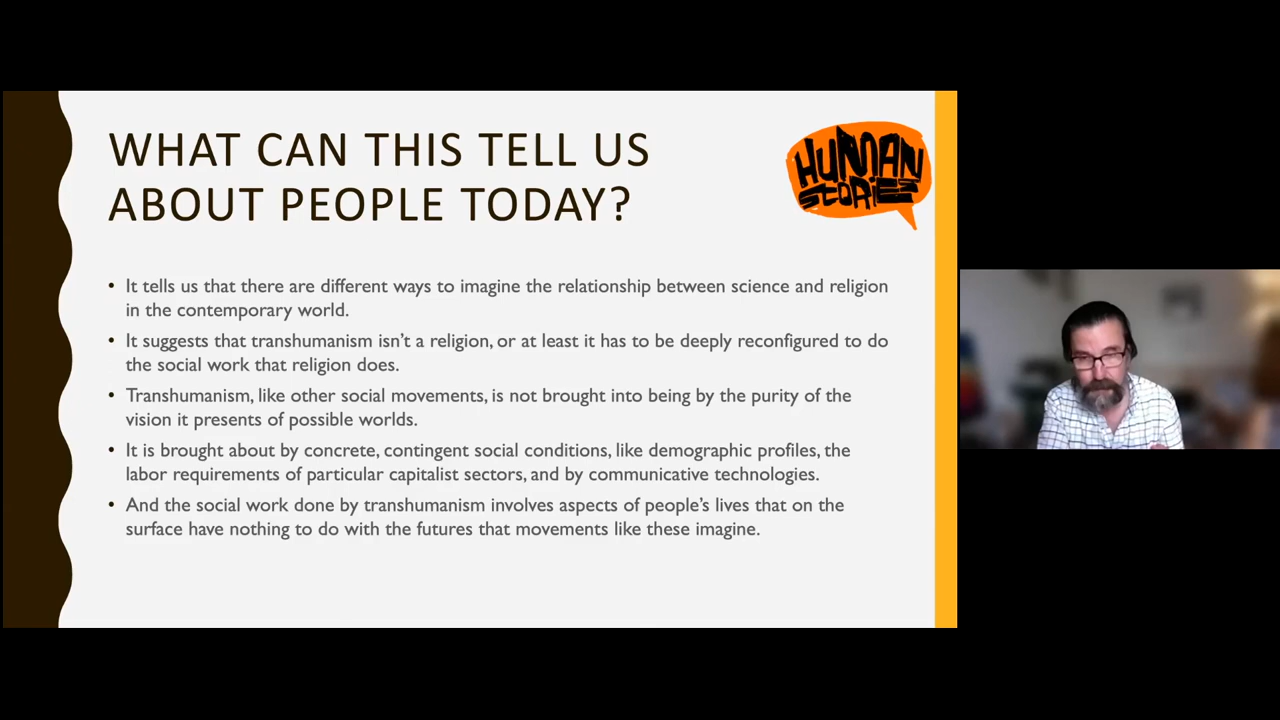 WHAT CAN THIS TELL US
ABOUT PEOPLE TODAY?
HUMAN
STORIES
• It tells us that there are different ways to imagine the relationship between science and religion
in the contemporary world.
• It suggests that transhumanism isn't a religion, or at least it has to be deeply reconfigured to do
the social work that religion does.
• Transhumanism, like other social movements, is not brought into being by the purity of the
vision it presents of possible worlds.
• It is brought about by concrete, contingent social conditions, like demographic profiles, the
labor requirements of particular capitalist sectors, and by communicative technologies.
• And the social work done by transhumanism involves aspects of people's lives that on the
surface have nothing to do with the futures that movements like these imagine.